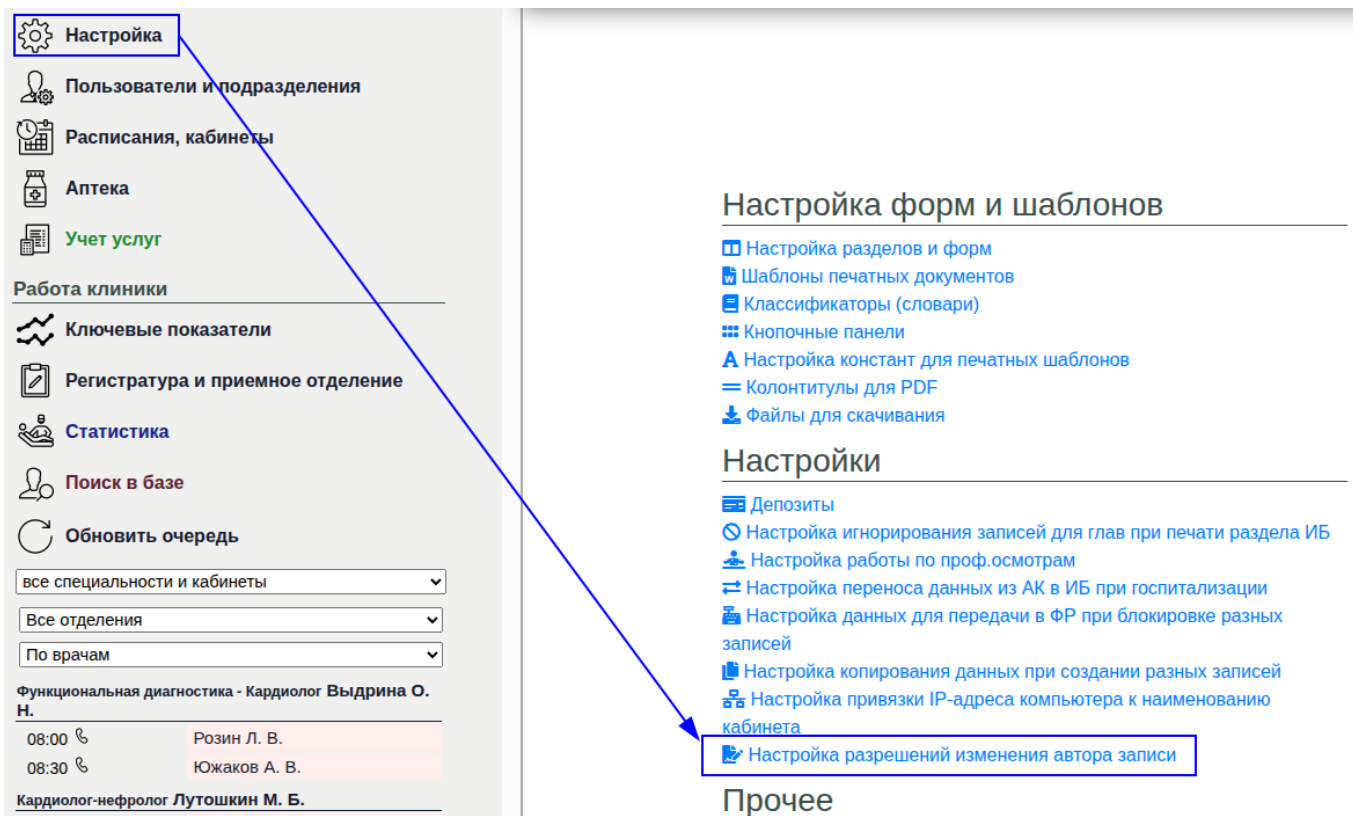 Настройка
Пользователи и подразделения
Расписания, кабинеты
Аптека
Учет услуг
Работа клиники
Ключевые показатели
Регистратура и приемное отделение
Статистика
Поиск в базе
Обновить очередь
все специальности и кабинеты
Все отделения
По врачам
Функциональная диагностика - Кардиолог Выдрина О.
Н.
08:00 Розин Л. В.
08:30 Южаков А. В.
Кардиолог-нефролог Лутошкин М. Б.
Настройка форм и шаблонов
Настройка разделов и форм
Шаблоны печатных документов
Классификаторы (словари)
Кнопочные панели
Настройка констант для печатных шаблонов
Колонтитулы для PDF
Файлы для скачивания
Настройки
Депозиты
Настройка игнорирования записей для глав при печати раздела ИБ
Настройка работы по проф.осмотрам
Настройка переноса данных из АК в ИБ при госпитализации
Настройка данных для передачи в ФР при блокировке разных
записей
Настройка копирования данных при создании разных записей
Настройка привязки IP-адреса компьютера к наименованию
кабинета
Настройка разрешений изменения автора записи
Прочее